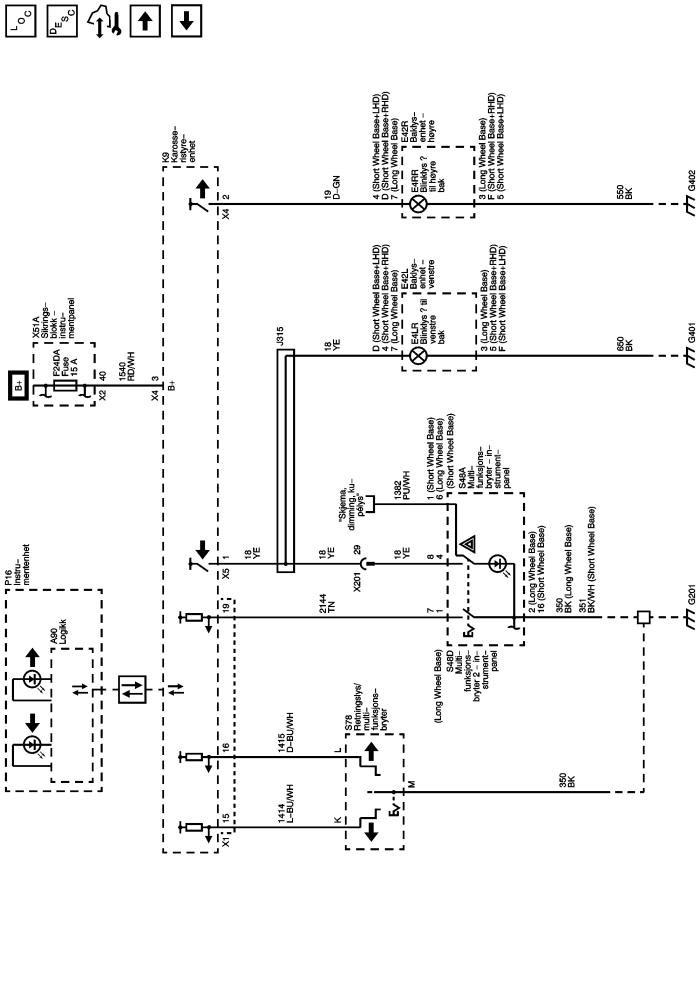 L O C
D E S C
P16
Instru–
mentenhet
A90
Logikk
B+
X51A
Sikrings–
blokk –
instru–
mentpanel
F24DA
Fuse
15 A
X2
40
1540
RD/WH
X4
3
B+
K9
Karosse–
ristyre–
enhet
X1
15
16
19
X5
1
X4
2
1414
L–BU/WH
1415
D–BU/WH
2144
TN
18
YE
J315
18
YE
18
YE
X201
29
18
YE
19
D–GN
"Skjema,
dimming, ku–
pélys"
1382
PU/WH
K
L
S78
Retningslys/
multi–
funksjons–
bryter
M
350
BK
(Long Wheel Base)
S48D
Multi–
funksjons–
bryter 2 – in–
strument–
panel
7
1
8
4
1 (Short Wheel Base)
6 (Long Wheel Base)
(Short Wheel Base)
S48A
Multi–
funksjons–
bryter – in–
strument–
panel
2 (Long Wheel Base)
16 (Short Wheel Base)
350
BK (Long Wheel Base)
351
BK/WH (Short Wheel Base)
G201
D (Short Wheel Base+LHD)
4 (Short Wheel Base+RHD)
7 (Long Wheel Base)
E42L
Baklys–
enhet –
venstre
E4LR
Blinklys ? til
venstre
bak
3 (Long Wheel Base)
5 (Short Wheel Base+RHD)
F (Short Wheel Base+LHD)
650
BK
G401
4 (Short Wheel Base+LHD)
D (Short Wheel Base+RHD)
7 (Long Wheel Base)
E42R
Baklys–
enhet –
høyre
E4RR
Blinklys ?
til høyre
bak
3 (Long Wheel Base)
F (Short Wheel Base+RHD)
5 (Short Wheel Base+LHD)
550
BK
G402